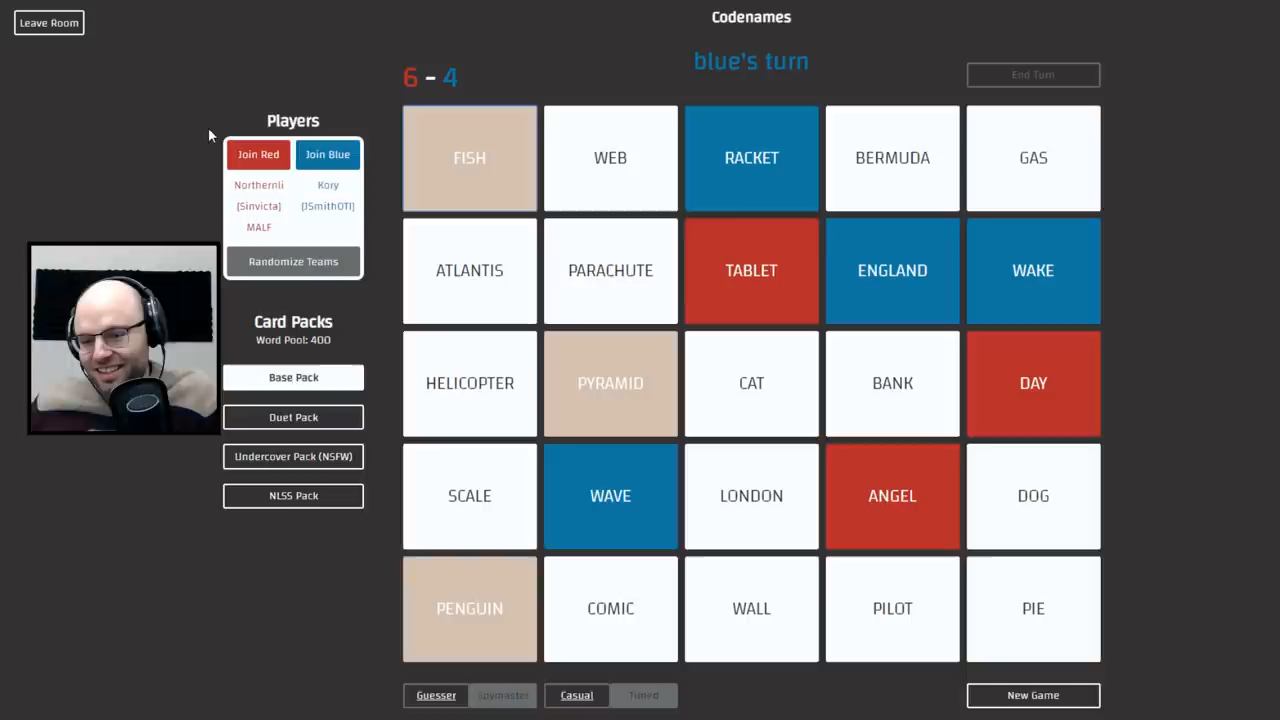 Leave Room
Codenames
6 - 4
blue's turn
End Turn
Players
Join Red
Join Blue
Northernli
Kory
[Sinvicta]
[JSmithOTI]
MALF
Randomize Teams
Card Packs
Word Pool: 400
Base Pack
Duet Pack
Undercover Pack (NSFW)
NLSS Pack
FISH
WEB
RACKET
BERMUDA
GAS
ATLANTIS
PARACHUTE
TABLET
ENGLAND
WAKE
HELICOPTER
PYRAMID
CAT
BANK
DAY
SCALE
WAVE
LONDON
ANGEL
DOG
PENGUIN
COMIC
WALL
PILOT
PIE
Guesser
Spymaster
Casual
Timed
New Game